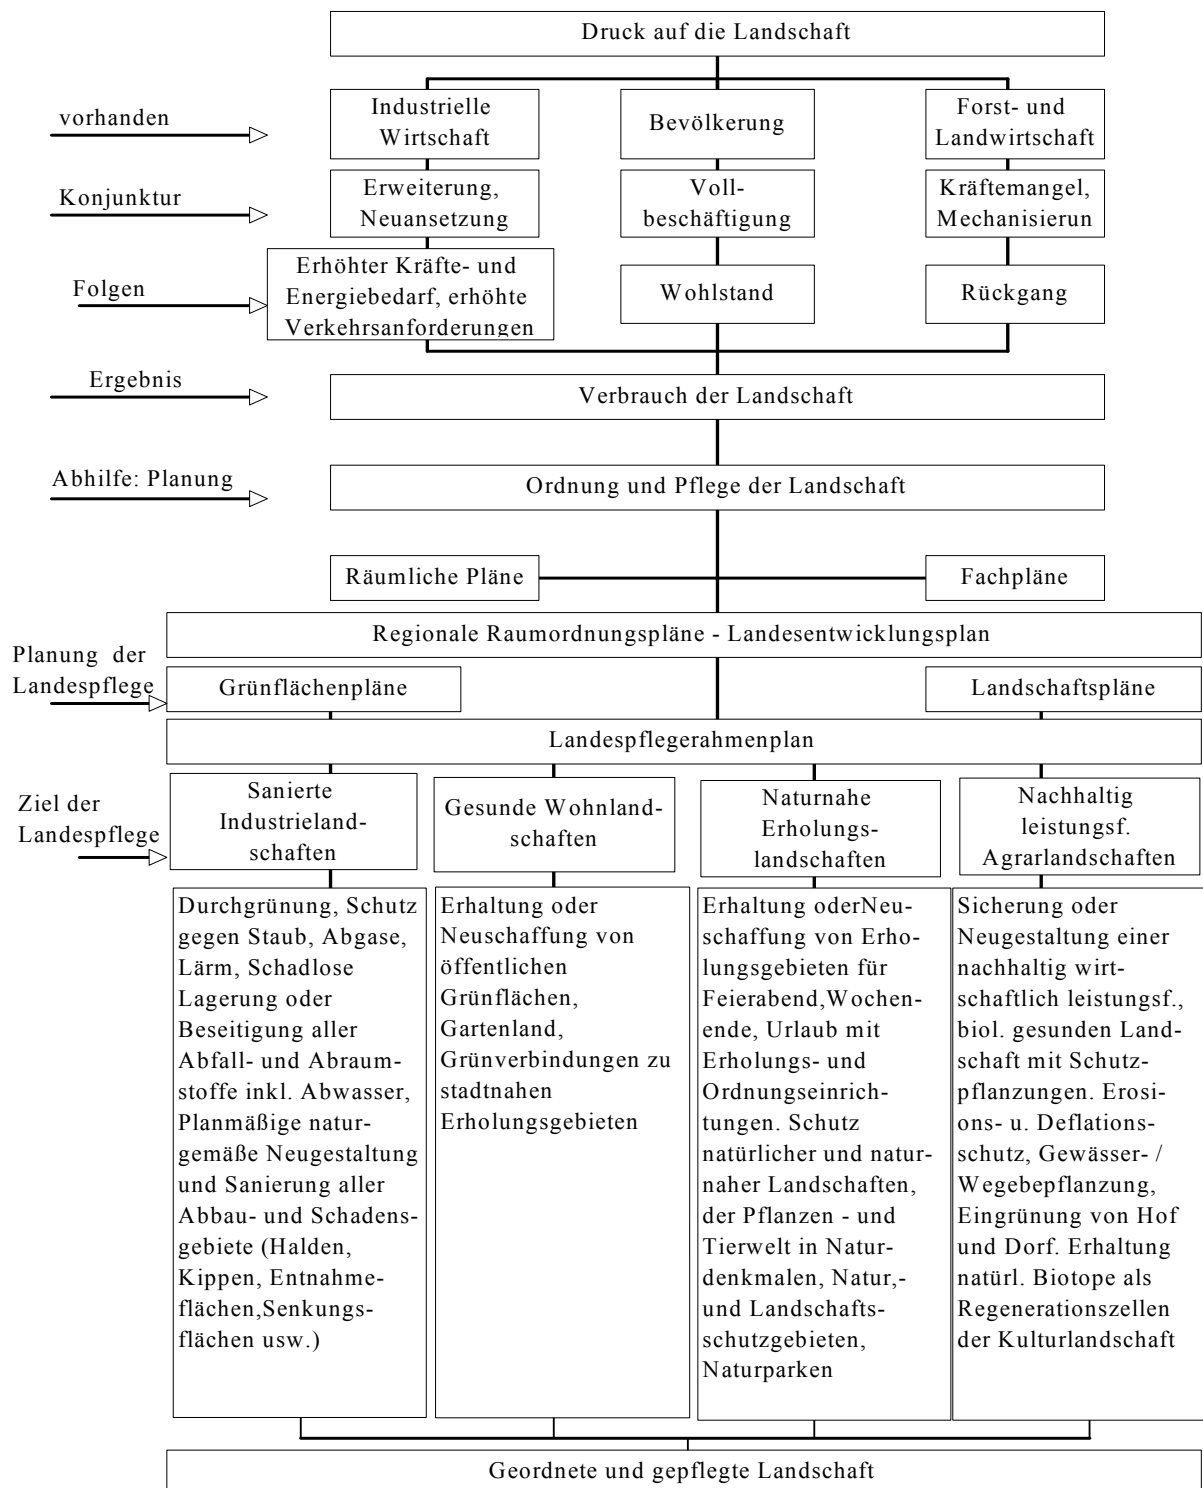 Druck auf die Landschaft
vorhanden
Industrielle
Wirtschaft
Bevölkerung
Forst- und
Landwirtschaft
Konjunktur
Erweiterung,
Neuansetzung
Voll-
beschäftigung
Kräftemangel,
Mechanisierun
Folgen
Erhöhter Kräfte- und
Energiebedarf, erhöhte
Verkehrsanforderungen
Wohlstand
Rückgang
Ergebnis
Verbrauch der Landschaft
Abhilfe: Planung
Ordnung und Pflege der Landschaft
Räumliche Pläne
Fachpläne
Regionale Raumordnungspläne - Landesentwicklungsplan
Planung der
Landespflege
Grünflächenpläne
Landschaftspläne
Landespflegerahmenplan
Ziel der
Landespflege
Sanierte
Industrieland-
schaften
Gesunde Wohnland-
schaften
Naturnahe
Erholungs-
landschaften
Nachhaltig
leistungsf.
Agrarlandschaften
Durchgrünung, Schutz
gegen Staub, Abgase,
Lärm, Schadlose
Lagerung oder
Beseitigung aller
Abfall- und Abraum-
stoffe inkl. Abwasser,
Planmäßige natur-
gemäße Neugestaltung
und Sanierung aller
Abbau- und Schadens-
gebiete (Halden,
Kippen, Entnahme-
flächen,Senkungs-
flächen usw.)
Erhaltung oder
Neuschaffung von
öffentlichen
Grünflächen,
Gartenland,
Grünverbindungen zu
stadtnahen
Erholungsgebieten
Erhaltung oderNeu-
schaffung von Erho-
lungsgebieten für
Feierabend,Wochen-
ende, Urlaub mit
Erholungs- und
Ordnungseinrich-
tungen. Schutz
natürlicher und natur-
naher Landschaften,
der Pflanzen - und
Tierwelt in Natur-
denkmalen, Natur,-
und Landschafts-
schutzgebieten,
Naturparken
Sicherung oder
Neugestaltung einer
nachhaltig wirt-
schaftlich leistungsf.,
biol. gesunden Land-
schaft mit Schutz-
pflanzungen. Erosi-
ons- u. Deflations-
schutz, Gewässer- /
Wegebepflanzung,
Eingrünung von Hof
und Dorf. Erhaltung
natürl. Biotope als
Regenerationszellen
der Kulturlandschaft
Geordnete und gepflegte Landschaft